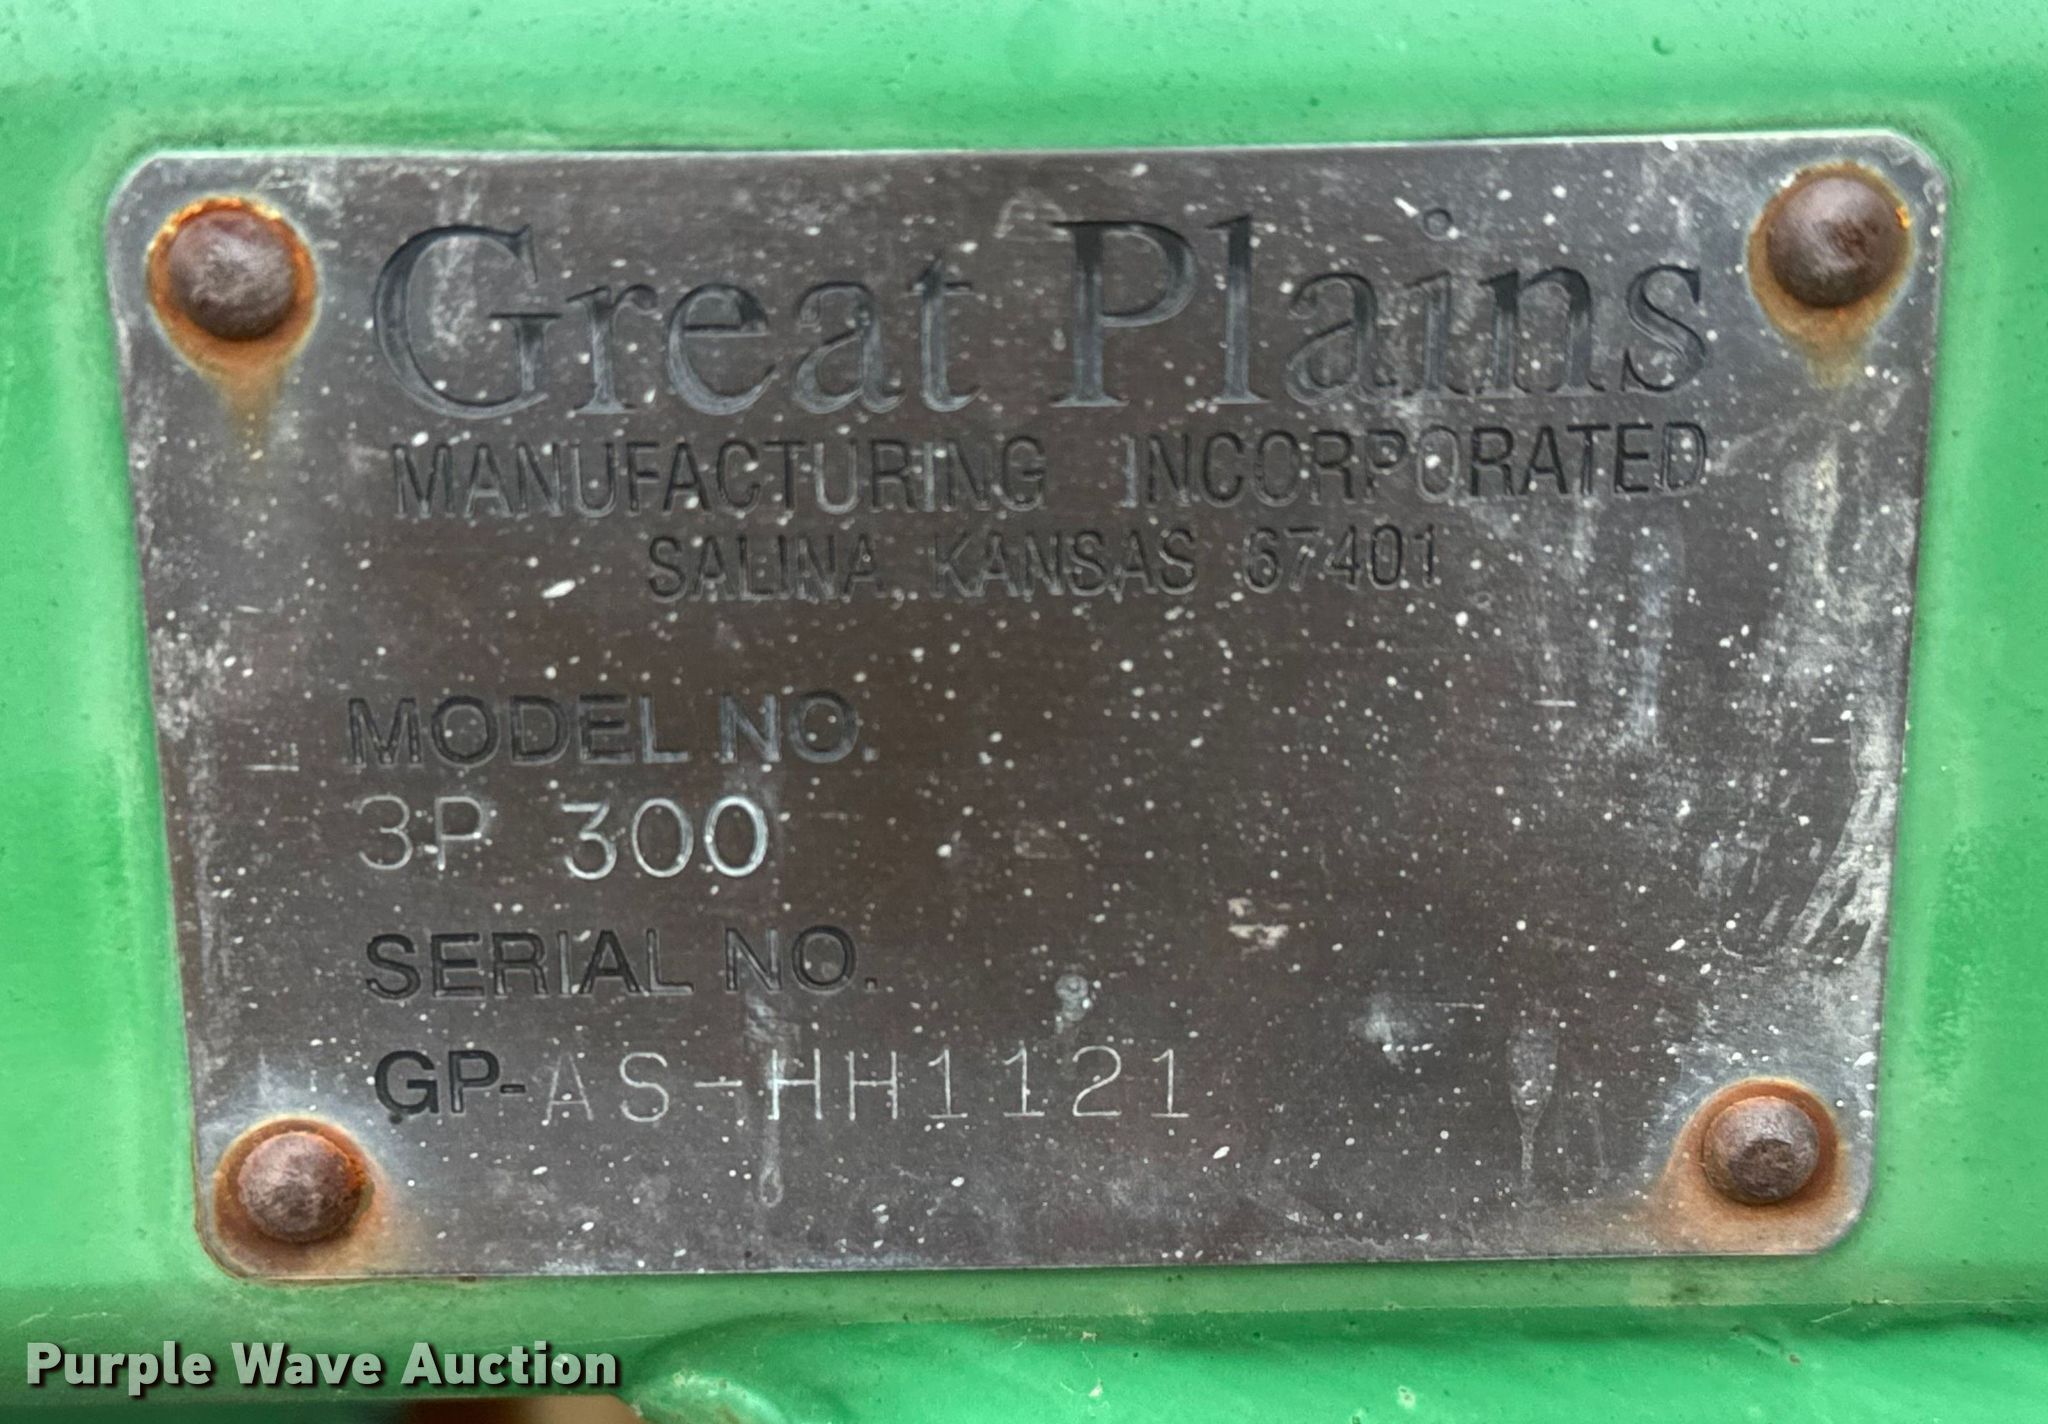 Great Plains
MANUFACTURING INCORPORATED
SALINA KANSAS 67401
MODEL NO.
3P 300
SERIAL NO.
GP-AS-HH1121
Purple Wave Auction